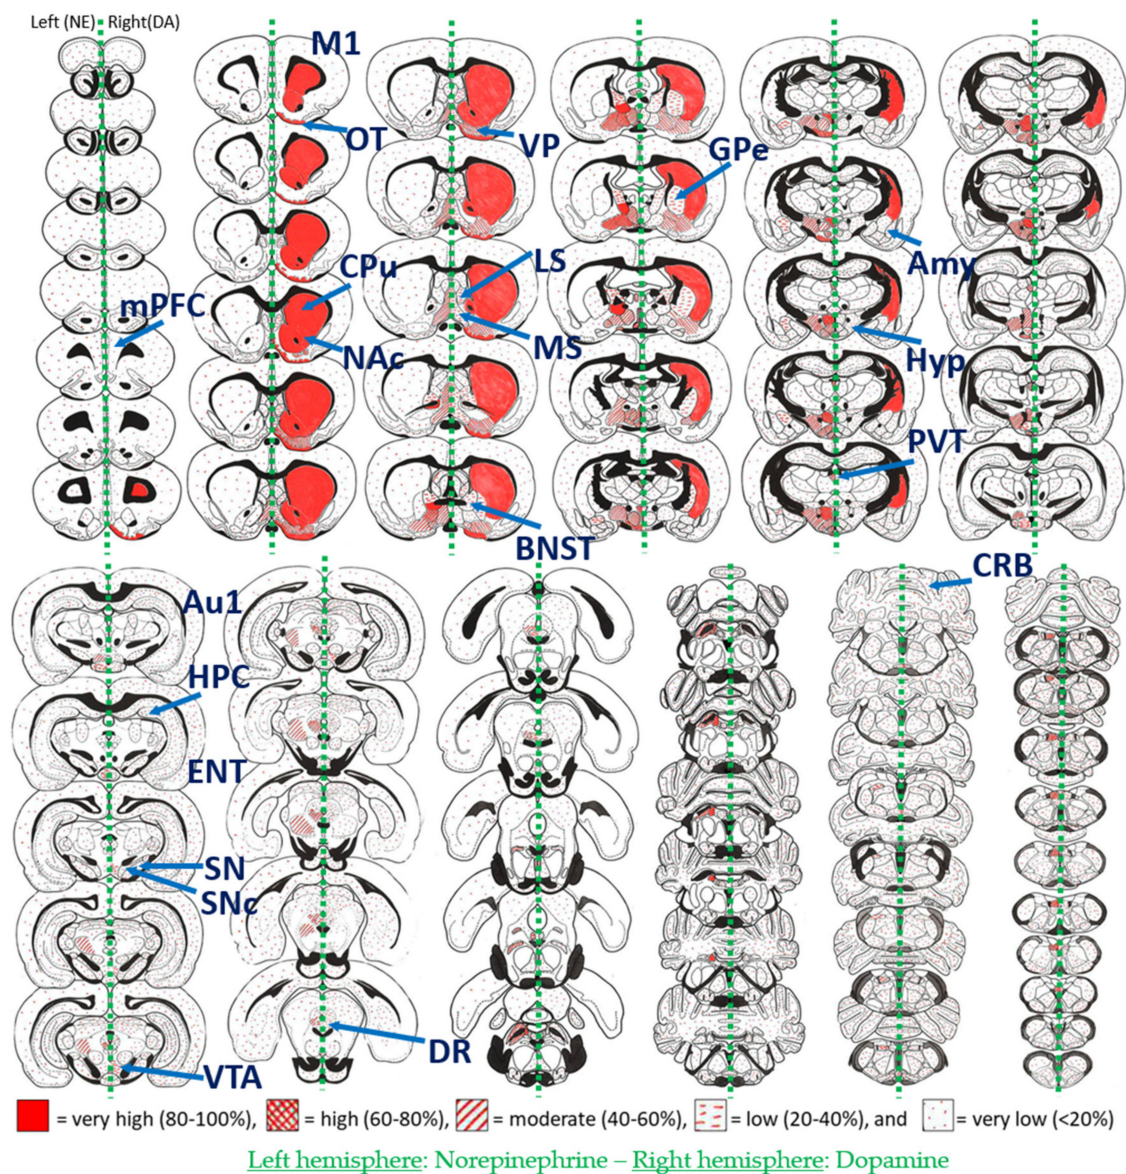 Left (NE) Right(DA)
M1
OT
VP
GPe
CPu
LS
Amy
mPFC
NAc
MS
Hyp
PVT
BNST
CRB
Au1
HPC
ENT
SN
SNc
DR
VTA
= very high (80-100%), = high (60-80%), = moderate (40-60%), = low (20-40%), and = very low (<20%)
Left hemisphere: Norepinephrine – Right hemisphere: Dopamine